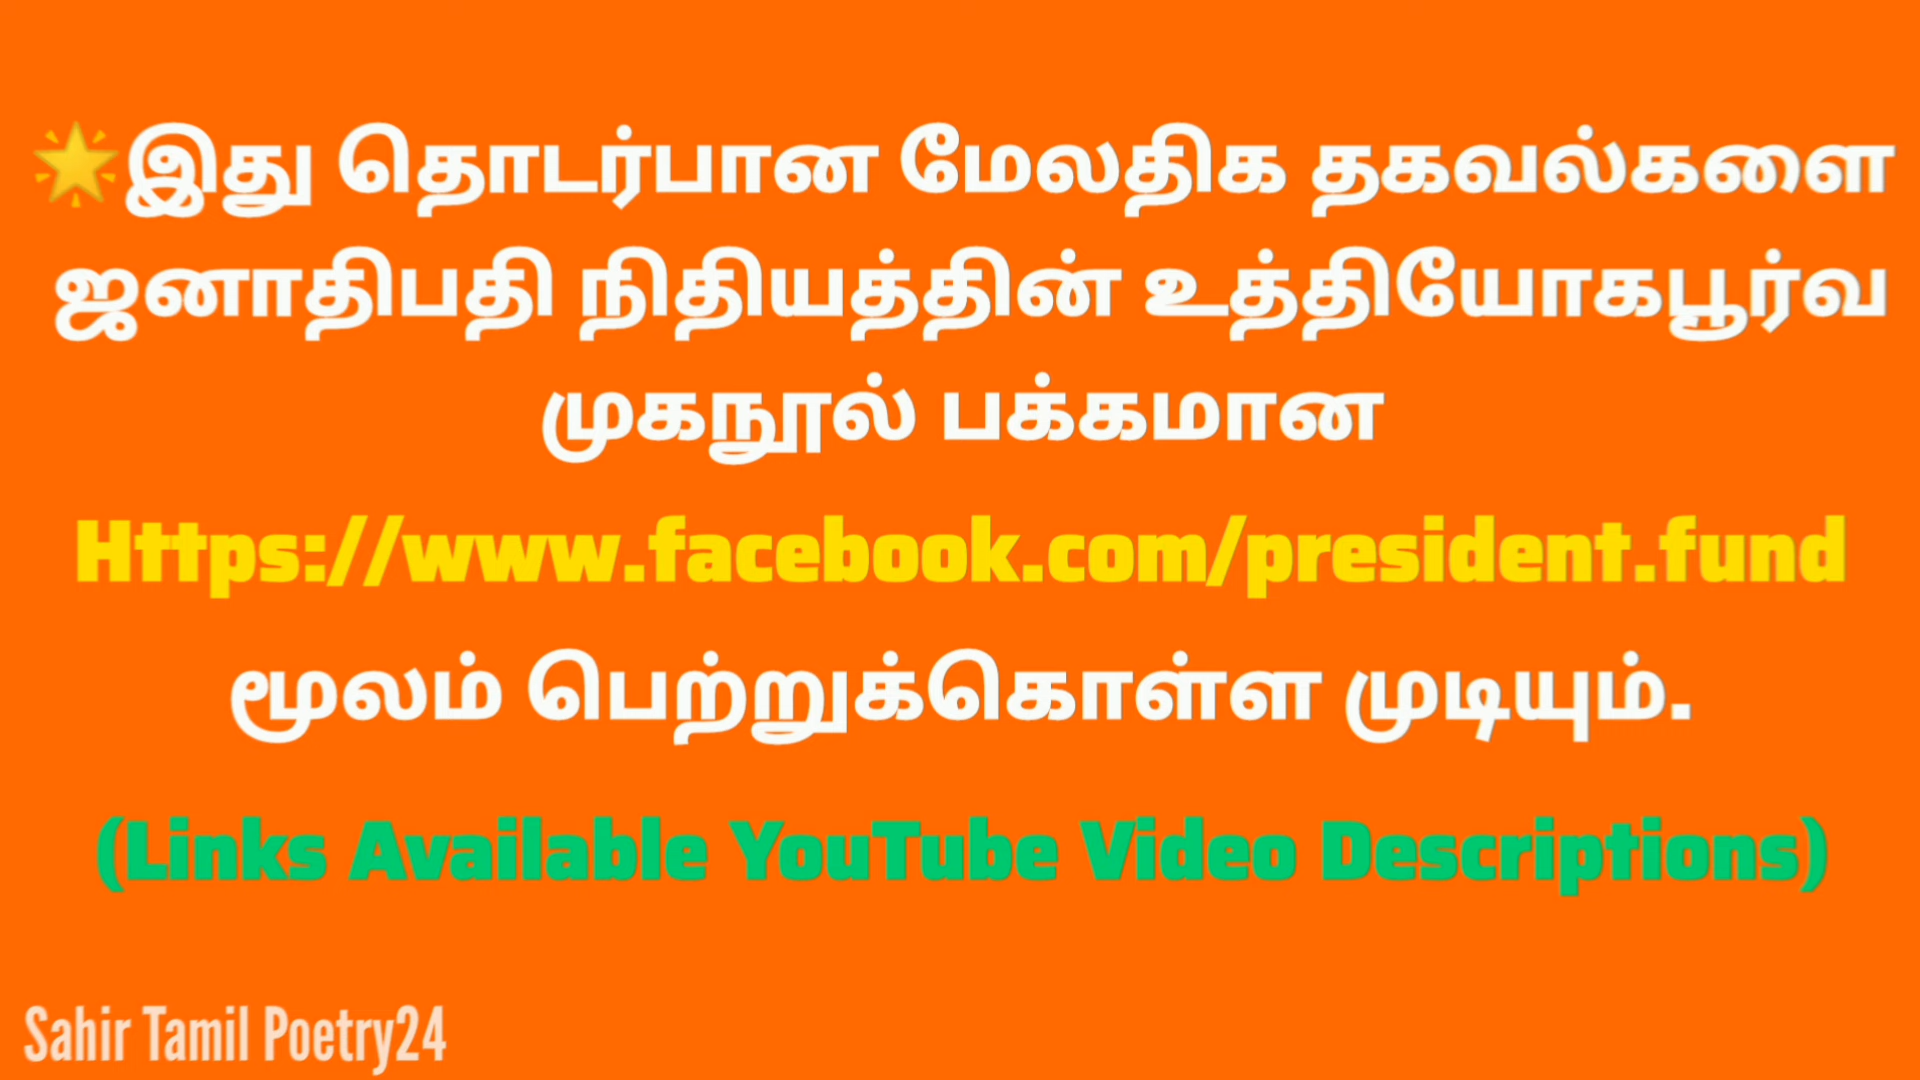 🌟இது தொடர்பான மேலதிக தகவல்களை
ஜனாதிபதி நிதியத்தின் உத்தியோகபூர்வ
முகநூல் பக்கமான
Https://www.facebook.com/president.fund
மூலம் பெற்றுக்கொள்ள முடியும்.
(Links Available YouTube Video Descriptions)
Sahir Tamil Poetry24